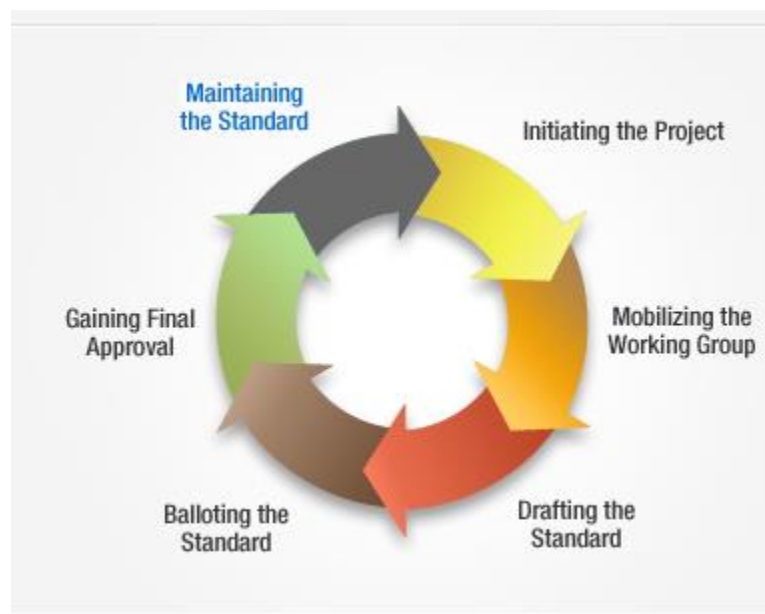 Maintaining
the Standard
Initiating the Project
Mobilizing the
Working Group
Drafting the
Standard
Balloting the
Standard
Gaining Final
Approval